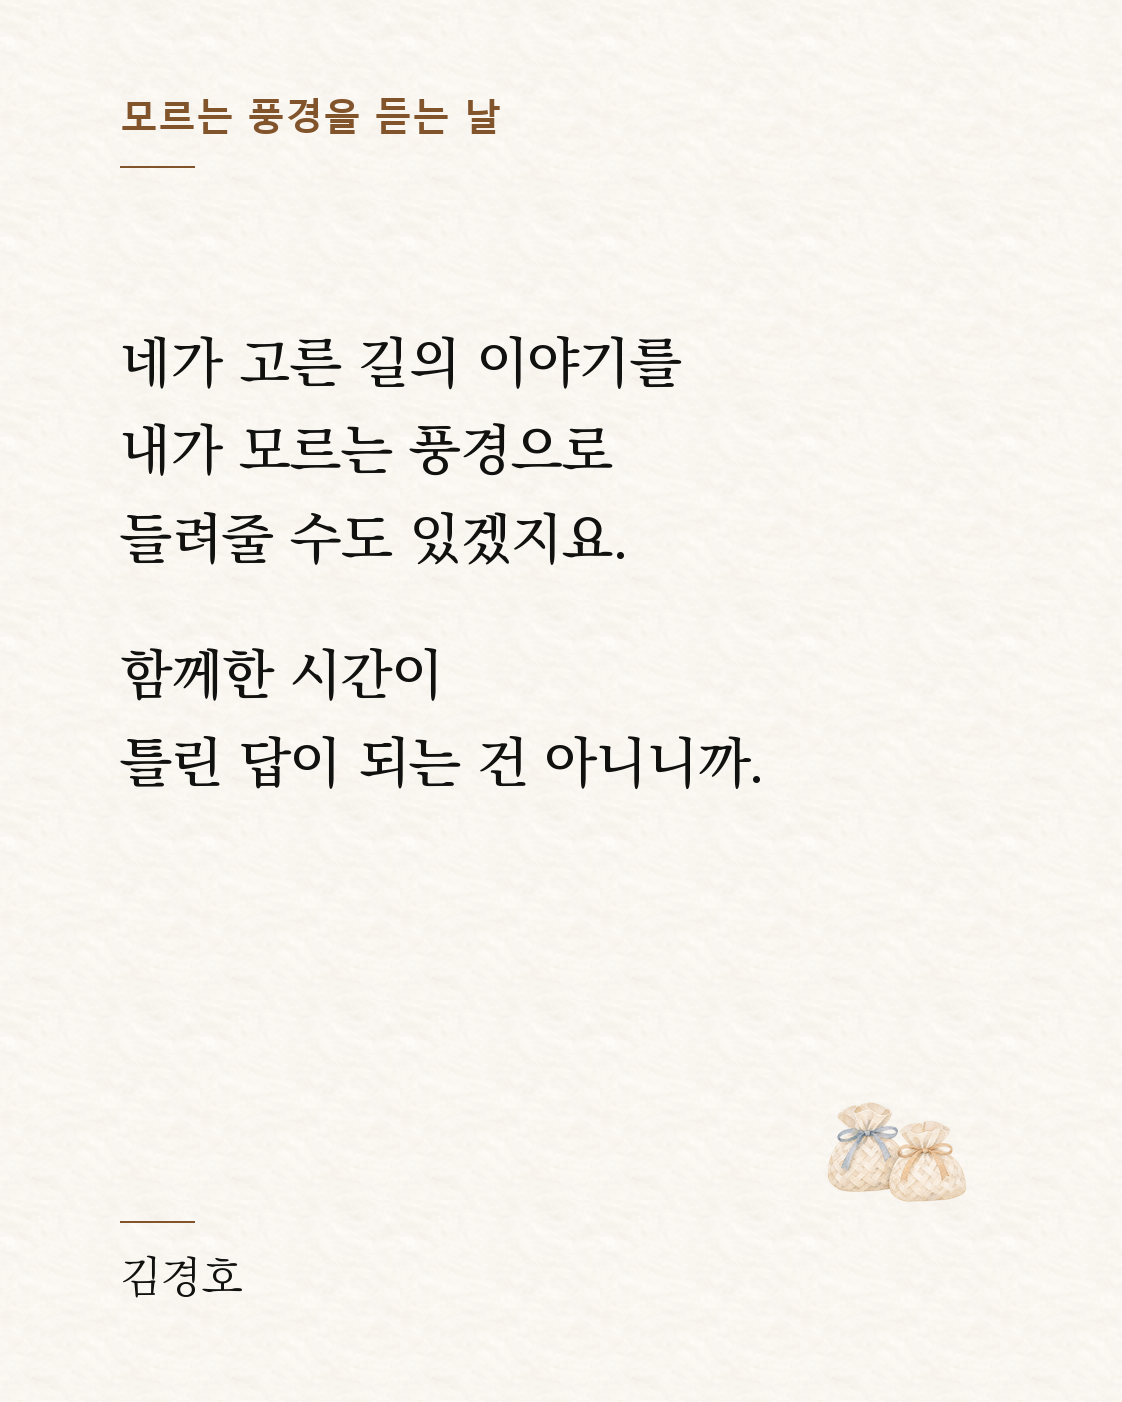 모르는 풍경을 듣는 날
네가 고른 길의 이야기를
내가 모르는 풍경으로
들려줄 수도 있겠지요.
함께한 시간이
틀린 답이 되는 건 아니니까.
김경호